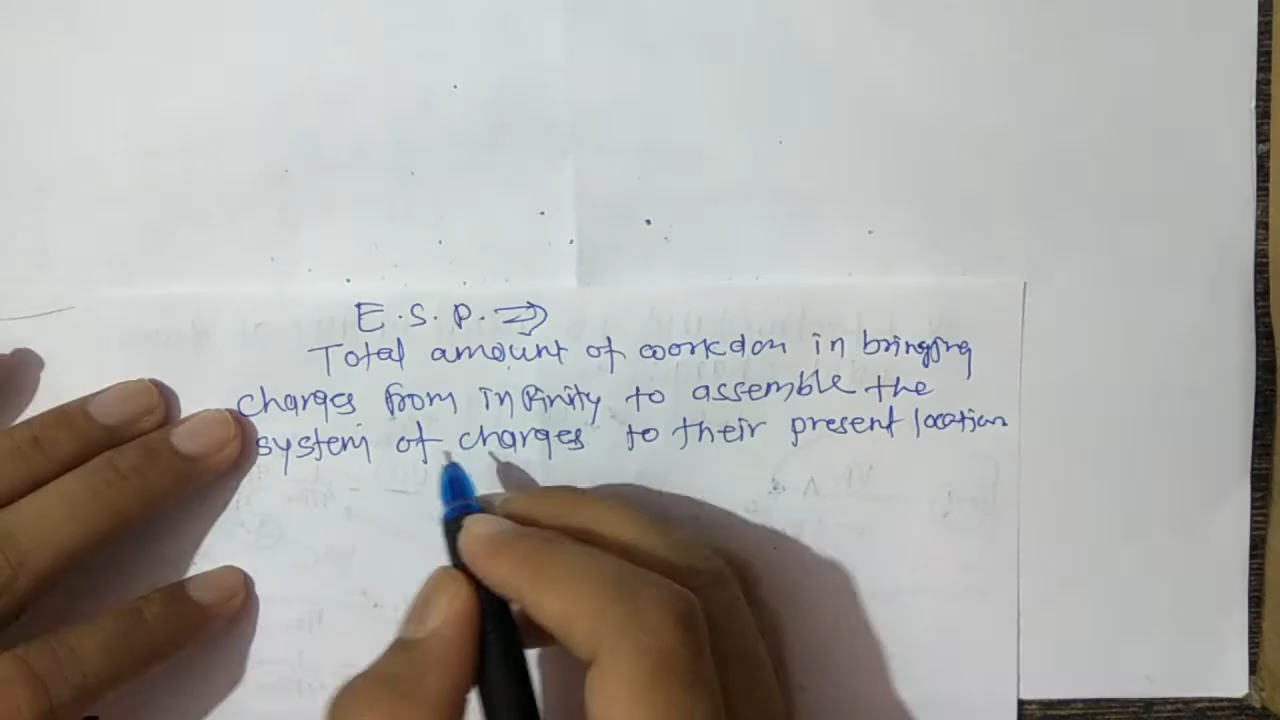 E.S.P. ⇒
Total amount of workdon in bringing
charges from infinity to assemble the
system of charges to their present location